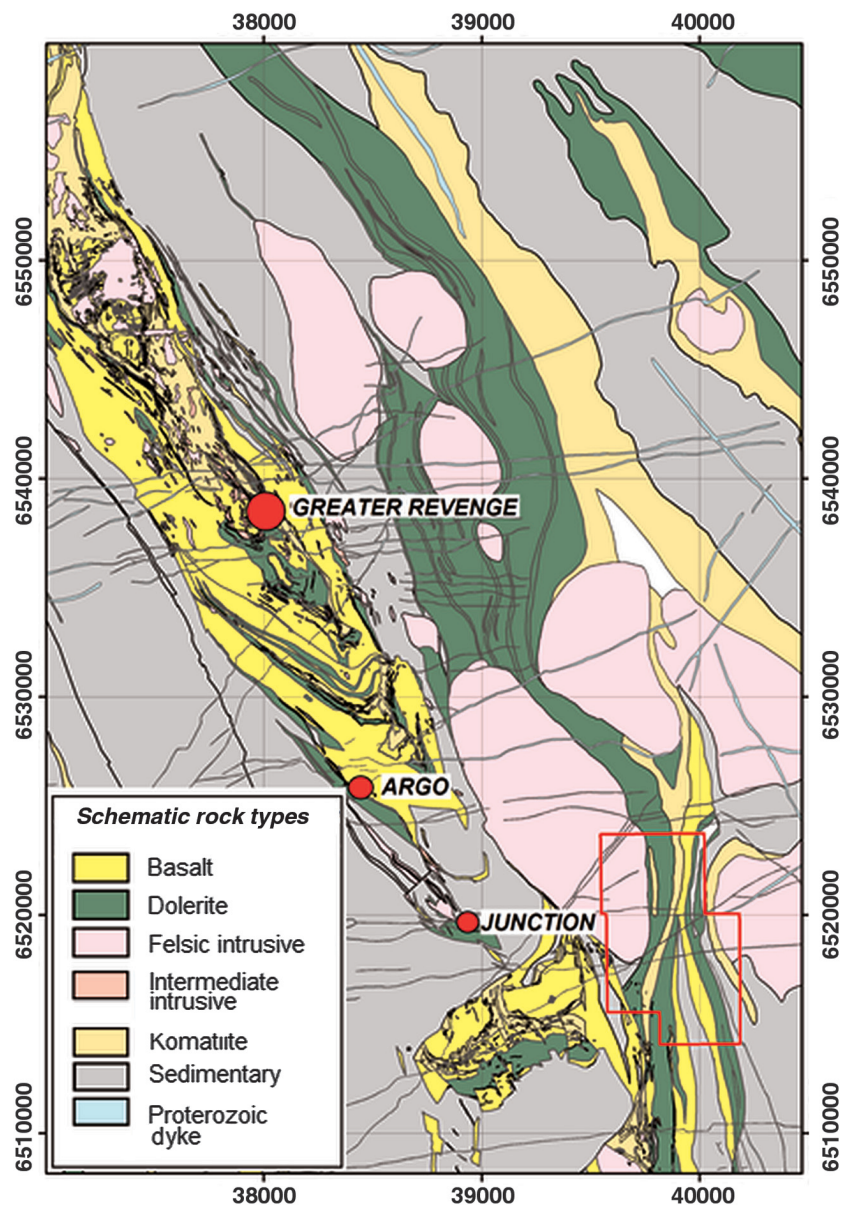 38000 39000 40000
6550000 6550000
6540000 6540000
GREATER REVENGE
6530000 6530000
ARGO
Schematic rock types
Basalt
Dolerite
Felsic intrusive
Intermediate
intrusive
Komatiite
Sedimentary
Proterozoic
dyke
JUNCTION
6520000 6520000
6510000 6510000
38000 39000 40000